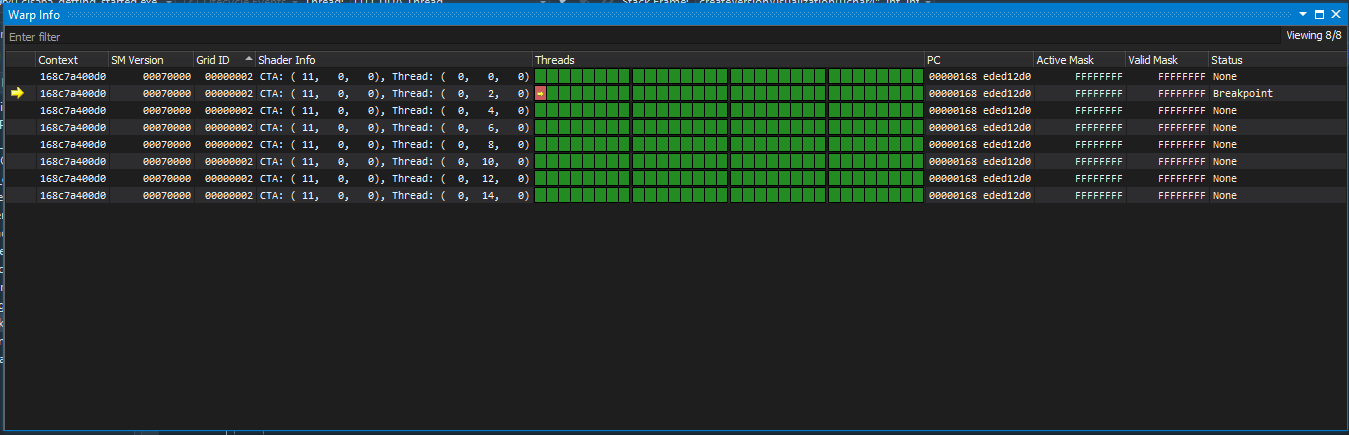 Warp Info
Enter filter Viewing 8/8
Context SM Version Grid ID Shader Info Threads PC Active Mask Valid Mask Status
168c7a400d0 00070000 00000002 CTA: ( 11, 0, 0), Thread: ( 0, 0, 0) 00000168 eded12d0 FFFFFFFF FFFFFFFF None
168c7a400d0 00070000 00000002 CTA: ( 11, 0, 0), Thread: ( 0, 2, 0) 00000168 eded12d0 FFFFFFFF FFFFFFFF Breakpoint
168c7a400d0 00070000 00000002 CTA: ( 11, 0, 0), Thread: ( 0, 4, 0) 00000168 eded12d0 FFFFFFFF FFFFFFFF None
168c7a400d0 00070000 00000002 CTA: ( 11, 0, 0), Thread: ( 0, 6, 0) 00000168 eded12d0 FFFFFFFF FFFFFFFF None
168c7a400d0 00070000 00000002 CTA: ( 11, 0, 0), Thread: ( 0, 8, 0) 00000168 eded12d0 FFFFFFFF FFFFFFFF None
168c7a400d0 00070000 00000002 CTA: ( 11, 0, 0), Thread: ( 0, 10, 0) 00000168 eded12d0 FFFFFFFF FFFFFFFF None
168c7a400d0 00070000 00000002 CTA: ( 11, 0, 0), Thread: ( 0, 12, 0) 00000168 eded12d0 FFFFFFFF FFFFFFFF None
168c7a400d0 00070000 00000002 CTA: ( 11, 0, 0), Thread: ( 0, 14, 0) 00000168 eded12d0 FFFFFFFF FFFFFFFF None